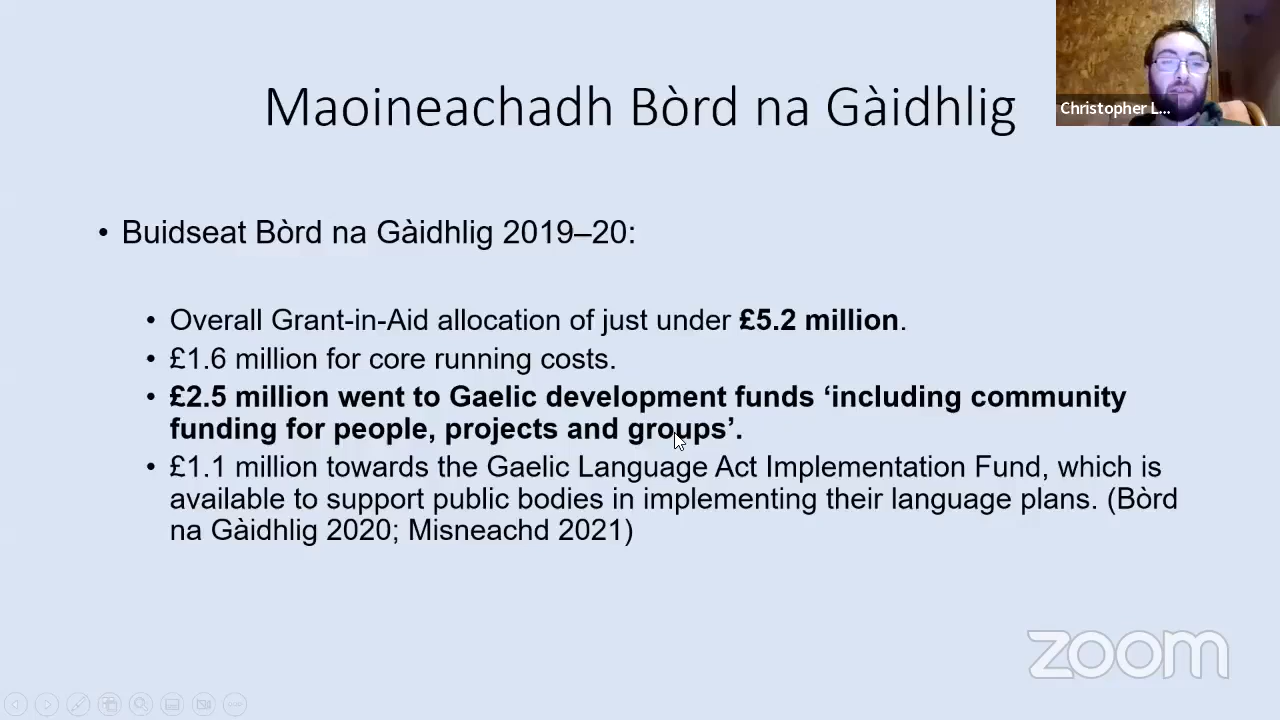 Maoineachadh Bòrd na Gàidhlig
Christopher L...
• Buidseat Bòrd na Gàidhlig 2019–20:
• Overall Grant-in-Aid allocation of just under £5.2 million.
• £1.6 million for core running costs.
• £2.5 million went to Gaelic development funds ‘including community
funding for people, projects and groups’.
• £1.1 million towards the Gaelic Language Act Implementation Fund, which is
available to support public bodies in implementing their language plans. (Bòrd
na Gàidhlig 2020; Misneachd 2021)
zoom